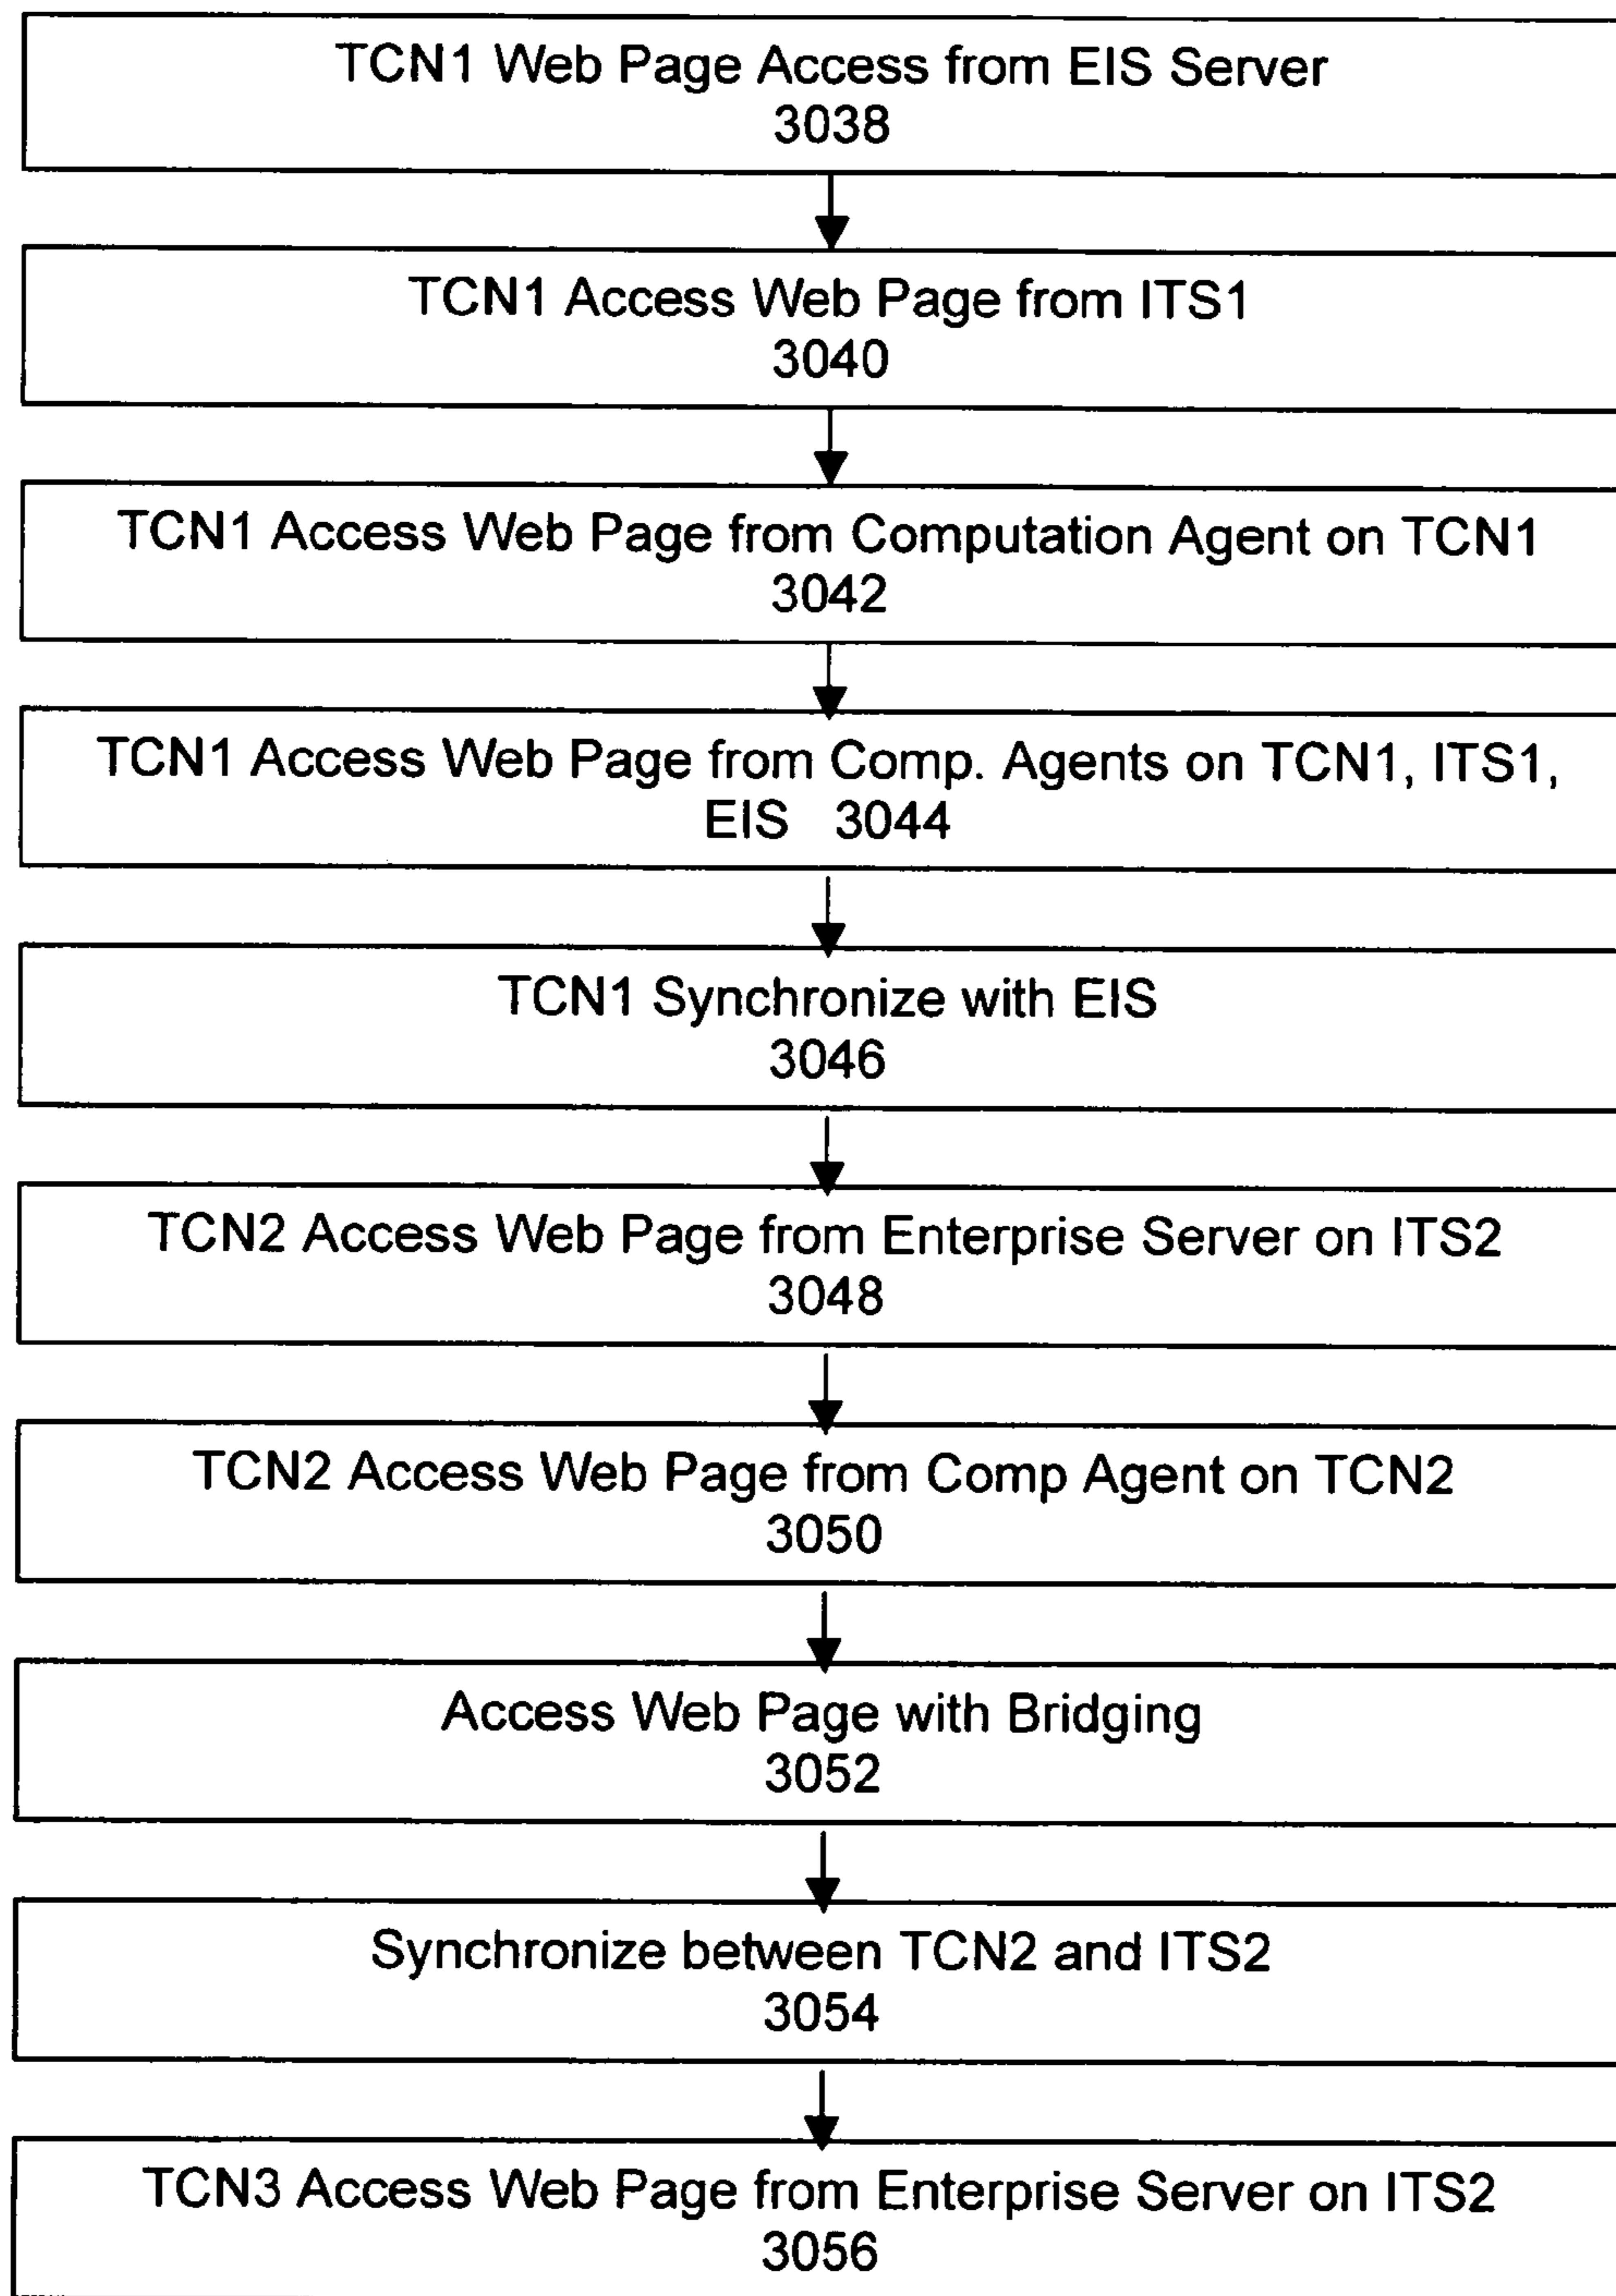 TCN1 Web Page Access from EIS Server
3038
TCN1 Access Web Page from ITS1
3040
TCN1 Access Web Page from Computation Agent on TCN1
3042
TCN1 Access Web Page from Comp. Agents on TCN1, ITS1,
EIS 3044
TCN1 Synchronize with EIS
3046
TCN2 Access Web Page from Enterprise Server on ITS2
3048
TCN2 Access Web Page from Comp Agent on TCN2
3050
Access Web Page with Bridging
3052
Synchronize between TCN2 and ITS2
3054
TCN3 Access Web Page from Enterprise Server on ITS2
3056